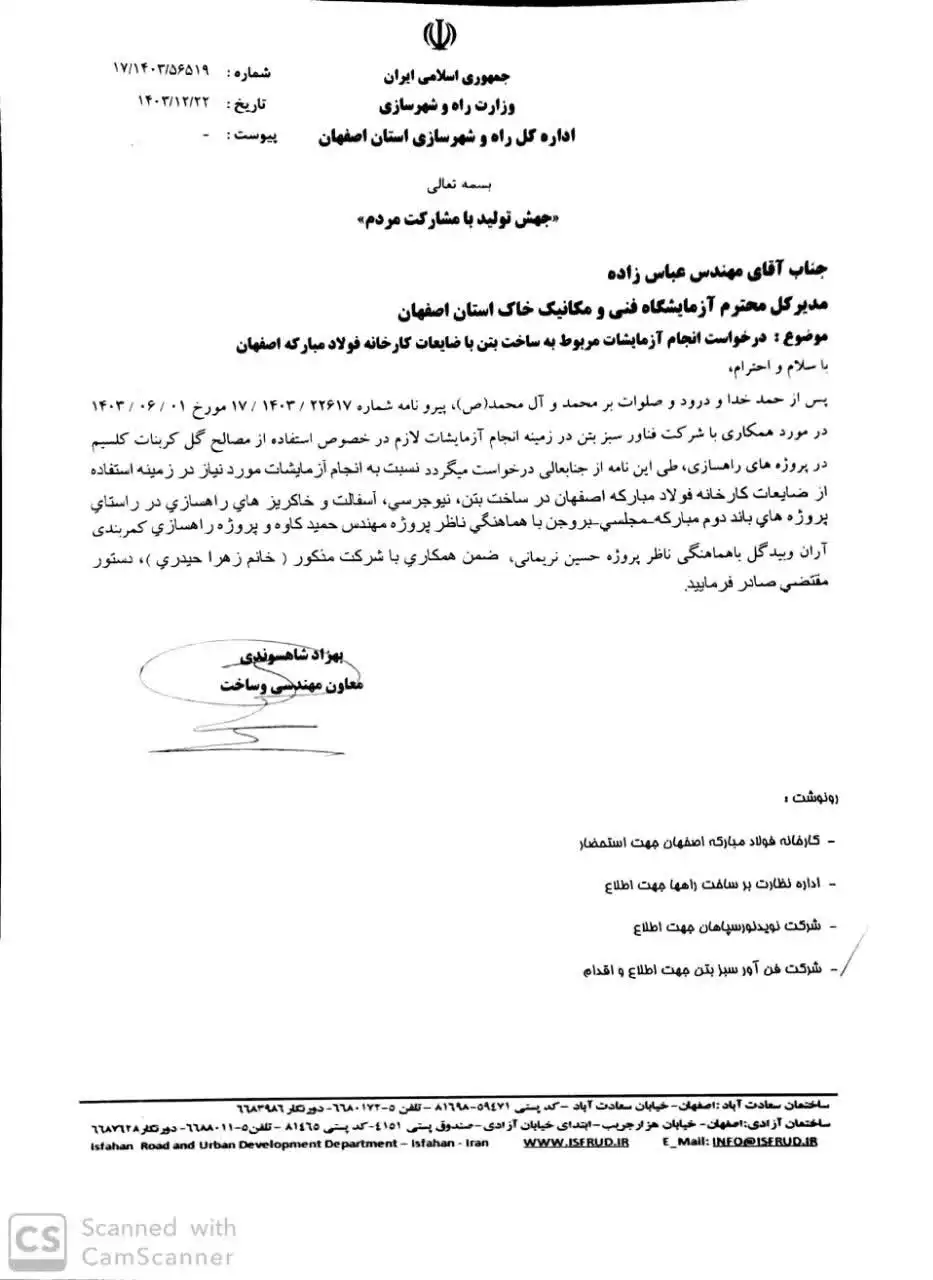 جمهوری اسلامی ایران
وزارت راه و شهرسازی
اداره کل راه و شهرسازی استان اصفهان
شماره : ۱۷/۱۴۰۳/۵۶۵۱۹
تاریخ : ۱۴۰۳/۱۲/۲۲
پیوست : -
بسمه تعالی
«جهش تولید با مشارکت مردم»
جناب آقای مهندس عباس زاده
مدیرکل محترم آزمایشگاه فنی و مکانیک خاک استان اصفهان
موضوع : درخواست انجام آزمایشات مربوط به ساخت بتن با ضایعات کارخانه فولاد مبارکه اصفهان
با سلام و احترام،
پس از حمد خدا و درود و صلوات بر محمد و آل محمد(ص)، پیرو نامه شماره ۲۲۶۱۷ / ۱۴۰۳ / ۱۷ مورخ ۰۱ / ۰۶ / ۱۴۰۳
در مورد همکاری با شرکت فناور سبز بتن در زمینه انجام آزمایشات لازم در خصوص استفاده از مصالح گل کربنات کلسیم
در پروژه های راهسازی، طی این نامه از جنابعالی درخواست میگردد نسبت به انجام آزمایشات مورد نیاز در زمینه استفاده
از ضایعات کارخانه فولاد مبارکه اصفهان در ساخت بتن، نیوجرسي، آسفالت و خاکریز هاي راهسازي در راستاي
پروژه هاي باند دوم مبارکه-مجلسي-بروجن با هماهنگي ناظر پروژه مهندس حمید کاوه و پروژه راهسازي کمربندی
آران وبیدگل باهماهنگی ناظر پروژه حسین نریمانی، ضمن همکاري با شرکت مذکور ( خانم زهرا حیدري )، دستور
مقتضي صادر فرمایید.
بهزاد شاهسوندی
معاون مهندسی وساخت
رونوشت :
- کارخانه فولاد مبارکه اصفهان جهت استحضار
- اداره نظارت بر ساخت راهها جهت اطلاع
- شرکت نویدنورسپاهان جهت اطلاع
- شرکت فن آور سبز بتن جهت اطلاع و اقدام
ساختمان سعادت آباد :اصفهان- خیابان سعادت آباد -کد پستی ۵۹۴۷۱-۸۱۶۹۸ - تلفن ۵-۶۶۸۰۱۷۲- دورنگار ۶۶۸۳۹۸۶
ساختمان آزادی:اصفهان- خیابان هزارجریب-ابتدای خیابان آزادی-صندوق پستی ۴۱۵۱-کد پستی ۸۱۴۶۵ - تلفن۵-۶۶۸۸۰۱۱- دورنگار۶۶۸۷۶۲۸
Isfahan Road and Urban Development Department – Isfahan - Iran WWW.ISFRUD.IR E_Mail: INFO@ISFRUD.IR
CS Scanned with
CamScanner